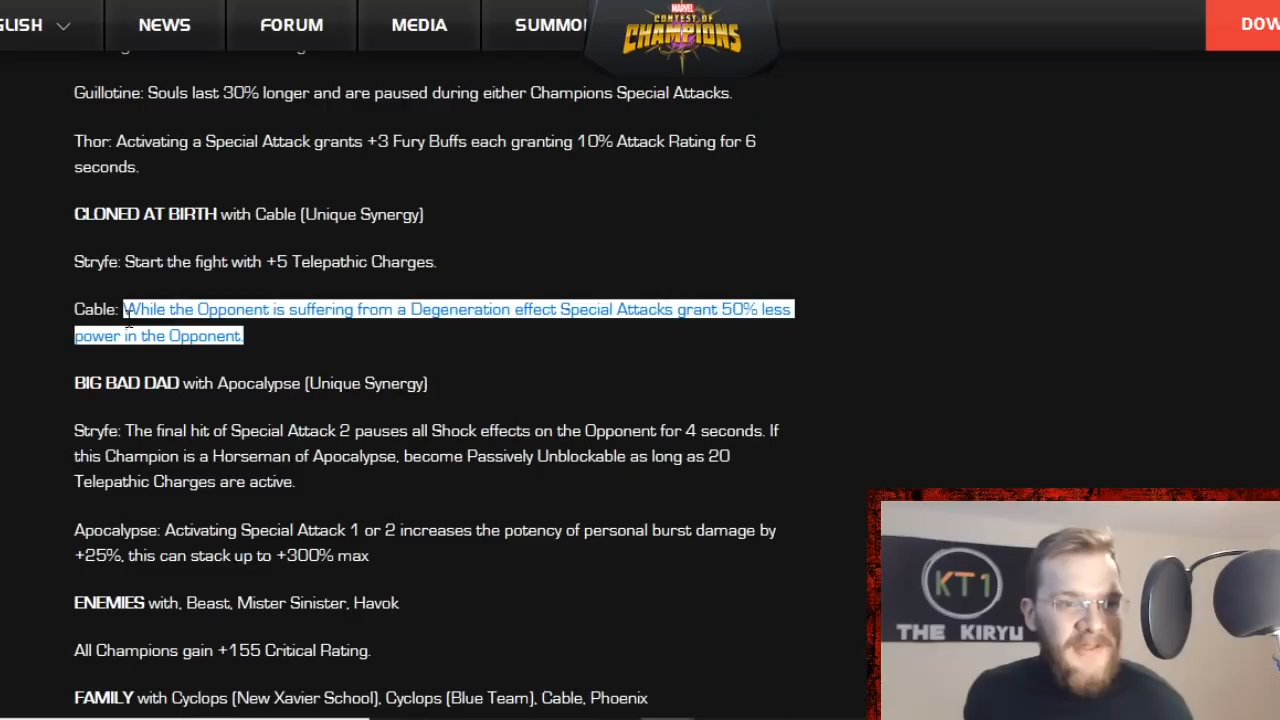 GLISH
NEWS
FORUM
MEDIA
SUMMO
MARVEL
CONTEST OF
CHAMPIONS
DOW
Guillotine: Souls last 30% longer and are paused during either Champions Special Attacks.
Thor: Activating a Special Attack grants +3 Fury Buffs each granting 10% Attack Rating for 6
seconds.
CLONED AT BIRTH with Cable (Unique Synergy)
Stryfe: Start the fight with +5 Telepathic Charges.
Cable: While the Opponent is suffering from a Degeneration effect Special Attacks grant 50% less
power in the Opponent.
BIG BAD DAD with Apocalypse (Unique Synergy)
Stryfe: The final hit of Special Attack 2 pauses all Shock effects on the Opponent for 4 seconds. If
this Champion is a Horseman of Apocalypse, become Passively Unblockable as long as 20
Telepathic Charges are active.
Apocalypse: Activating Special Attack 1 or 2 increases the potency of personal burst damage by
+25%, this can stack up to +300% max
ENEMIES with, Beast, Mister Sinister, Havok
All Champions gain +155 Critical Rating.
FAMILY with Cyclops (New Xavier School), Cyclops (Blue Team), Cable, Phoenix
KT1
THE KIRYU